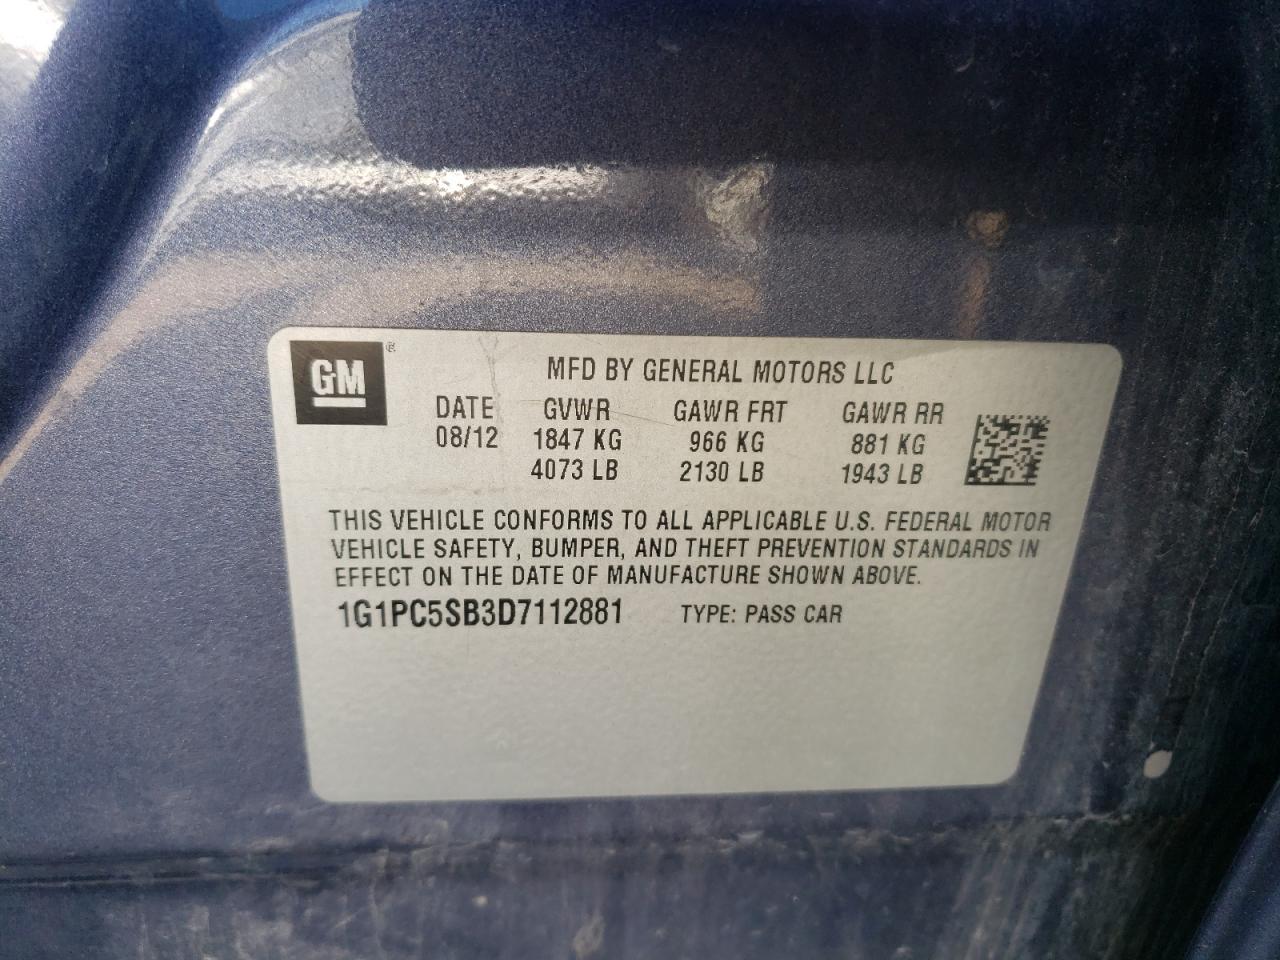 GM®
MFD BY GENERAL MOTORS LLC
DATE GVWR GAWR FRT GAWR RR
08/12 1847 KG 966 KG 881 KG
4073 LB 2130 LB 1943 LB
THIS VEHICLE CONFORMS TO ALL APPLICABLE U.S. FEDERAL MOTOR
VEHICLE SAFETY, BUMPER, AND THEFT PREVENTION STANDARDS IN
EFFECT ON THE DATE OF MANUFACTURE SHOWN ABOVE.
1G1PC5SB3D7112881 TYPE: PASS CAR